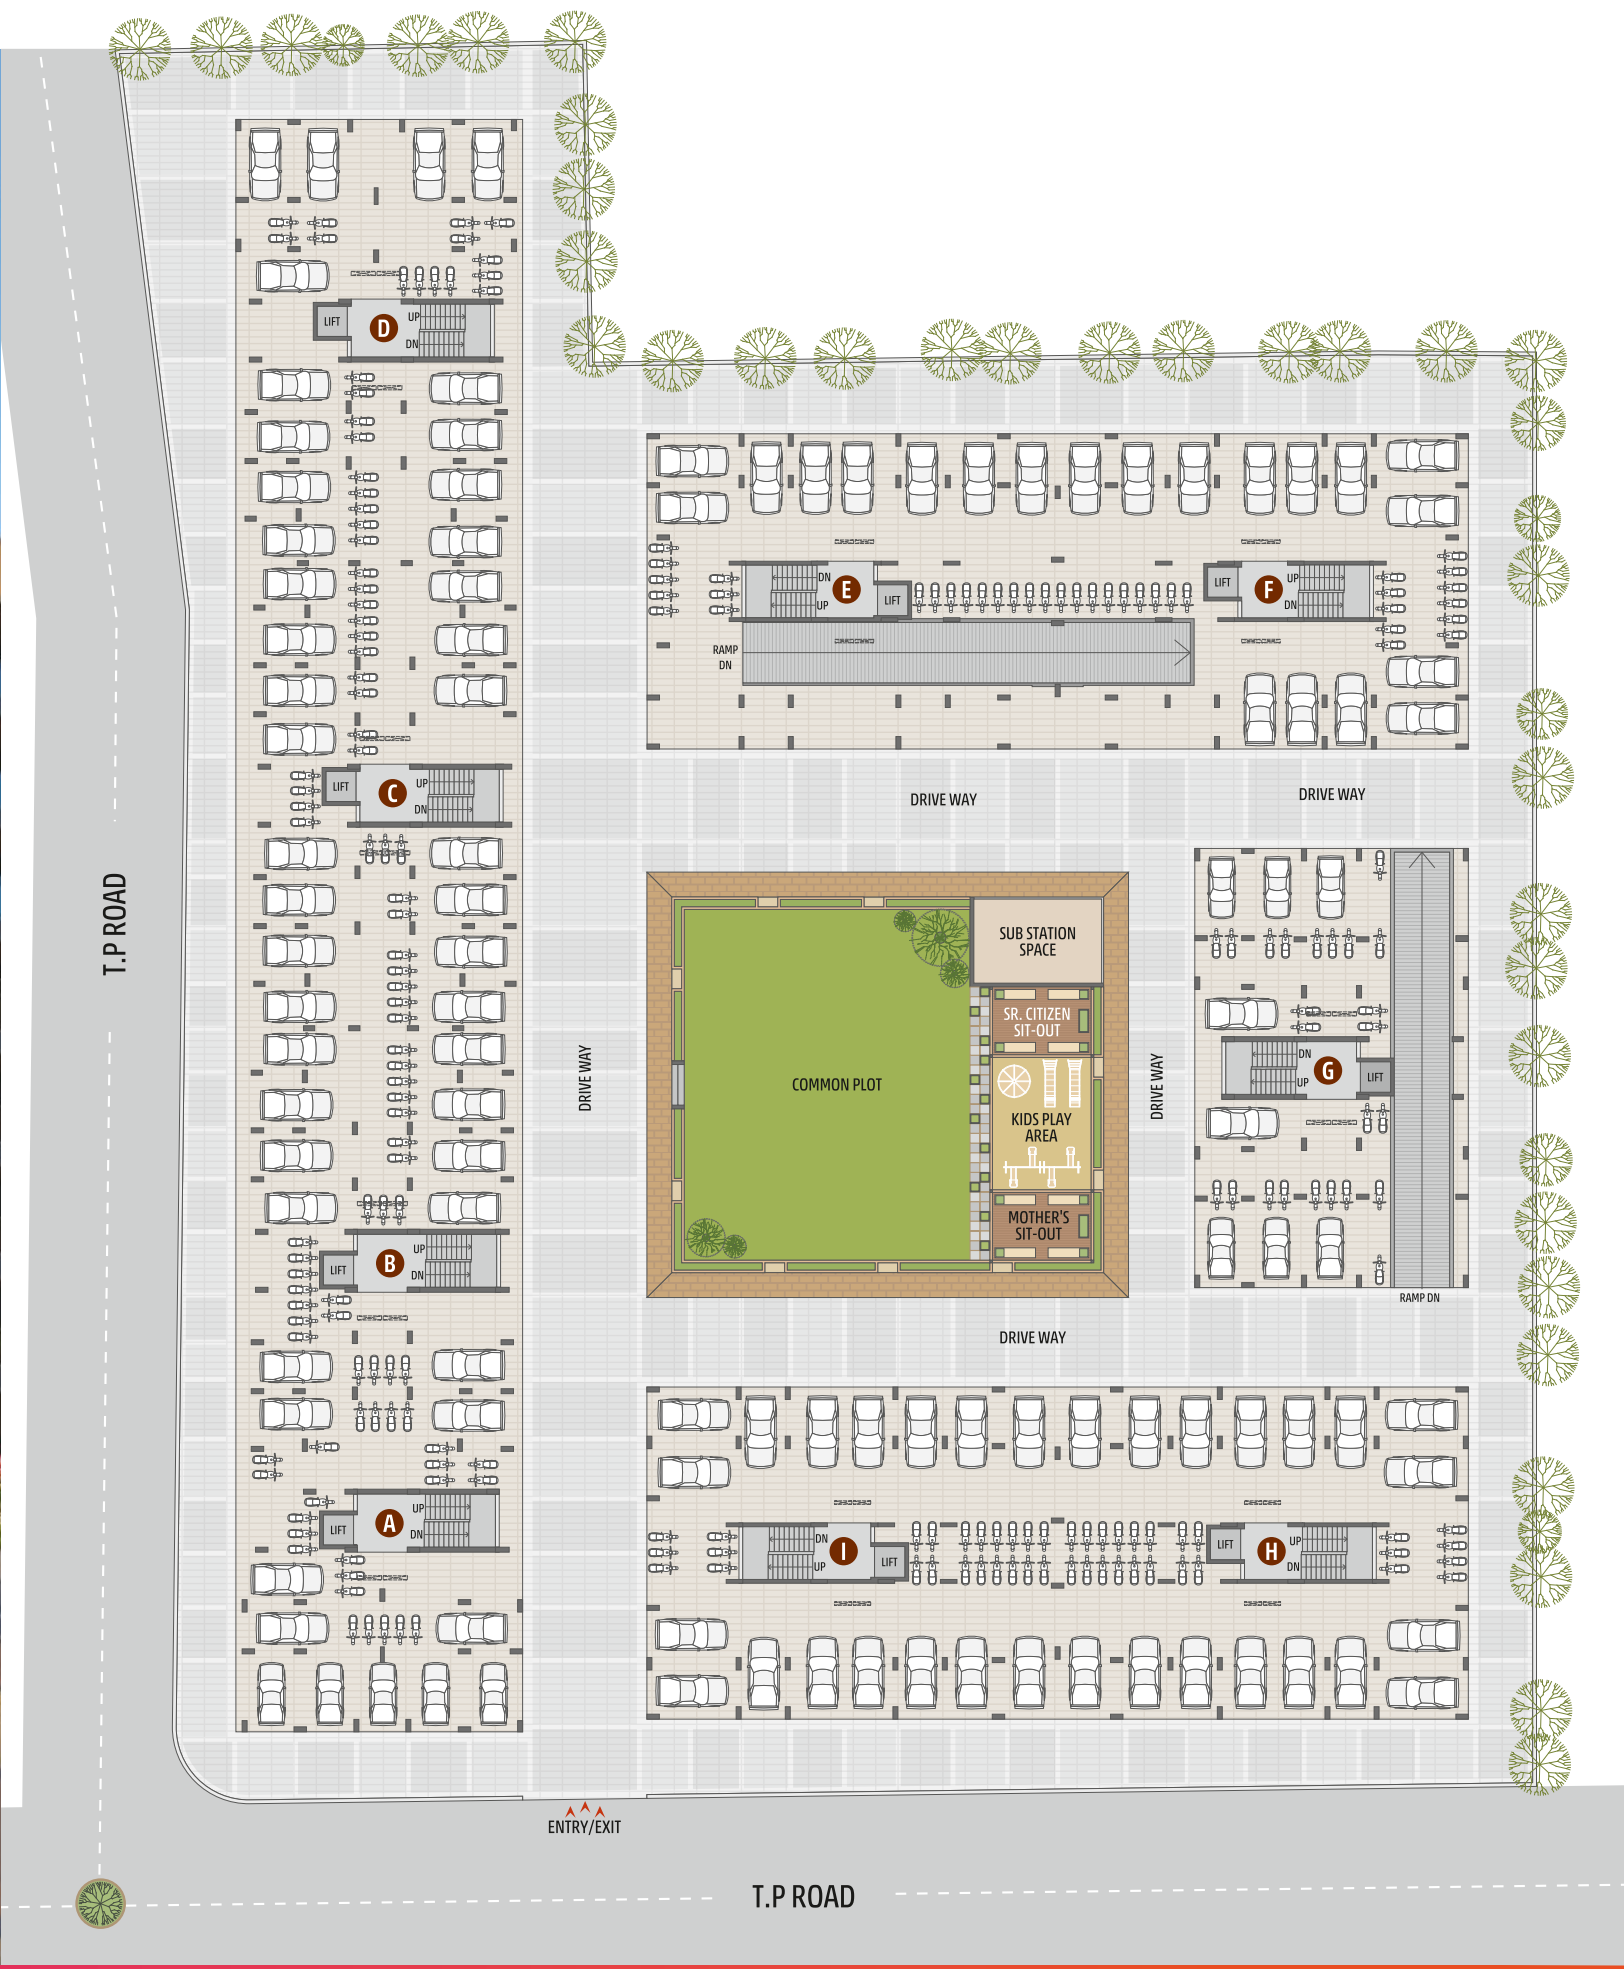 LIFT
D
UP
DN
DN
E
UP
LIFT
LIFT
F
UP
DN
RAMP
DN
LIFT
C
UP
DN
DRIVE WAY
DRIVE WAY
T.P ROAD
SUB STATION
SPACE
SR. CITIZEN
SIT-OUT
DRIVE WAY
COMMON PLOT
KIDS PLAY
AREA
DRIVE WAY
DN
G
UP
LIFT
MOTHER'S
SIT-OUT
LIFT
B
UP
DN
RAMP DN
DRIVE WAY
LIFT
A
UP
DN
DN
I
UP
LIFT
LIFT
H
UP
DN
ENTRY/EXIT
T.P ROAD